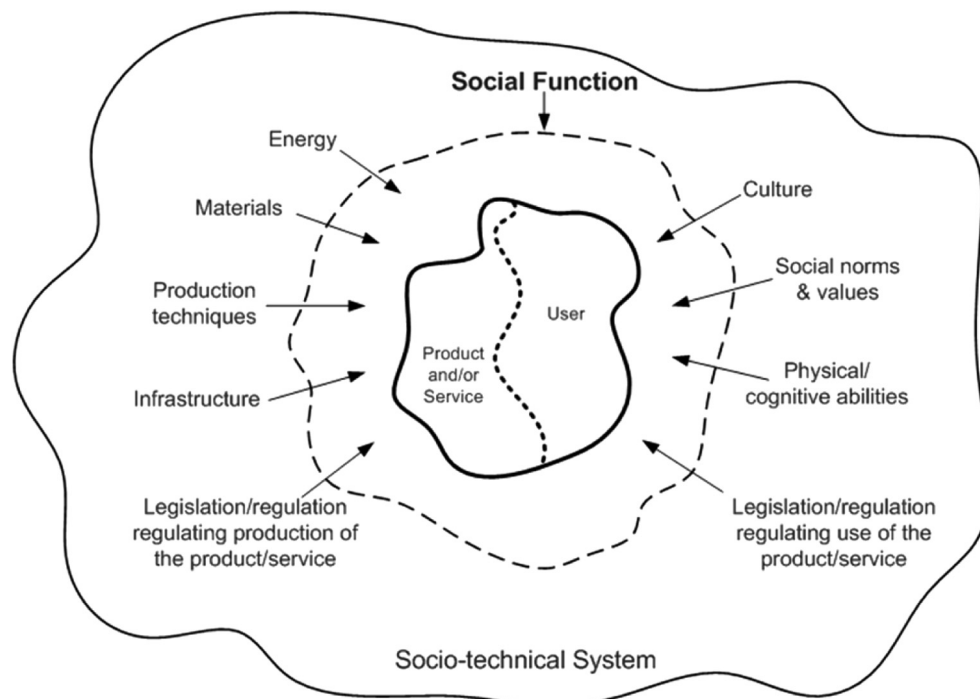 Social Function
Energy
Materials
Production
techniques
Infrastructure
Legislation/regulation
regulating production of
the product/service
Product
and/or
Service
User
Culture
Social norms
& values
Physical/
cognitive abilities
Legislation/regulation
regulating use of the
product/service
Socio-technical System